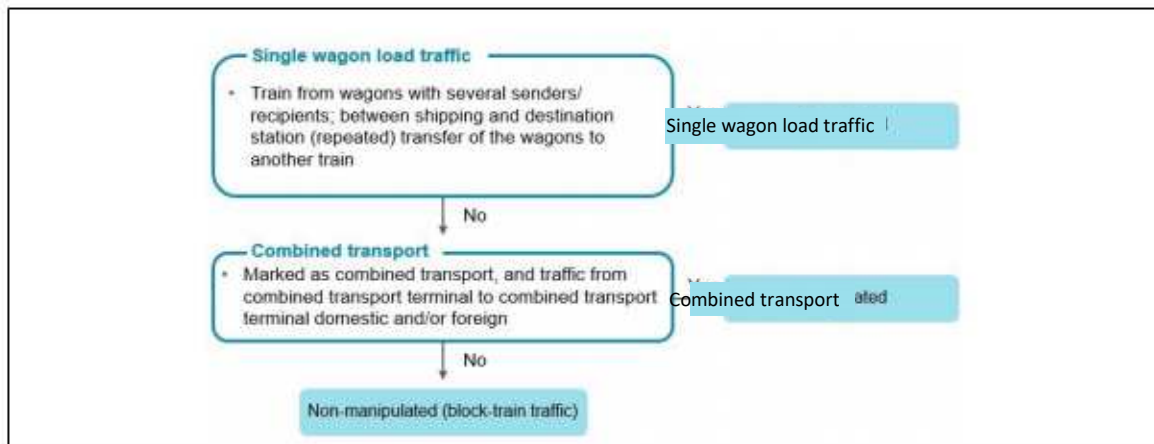 Single wagon load traffic
• Train from wagons with several senders/
recipients; between shipping and destination
station (repeated) transfer of the wagons to
another train
Single wagon load traffic
No
Combined transport
• Marked as combined transport, and traffic from
combined transport terminal to combined transport
terminal domestic and/or foreign
Combined transport ated
No
Non-manipulated (block-train traffic)